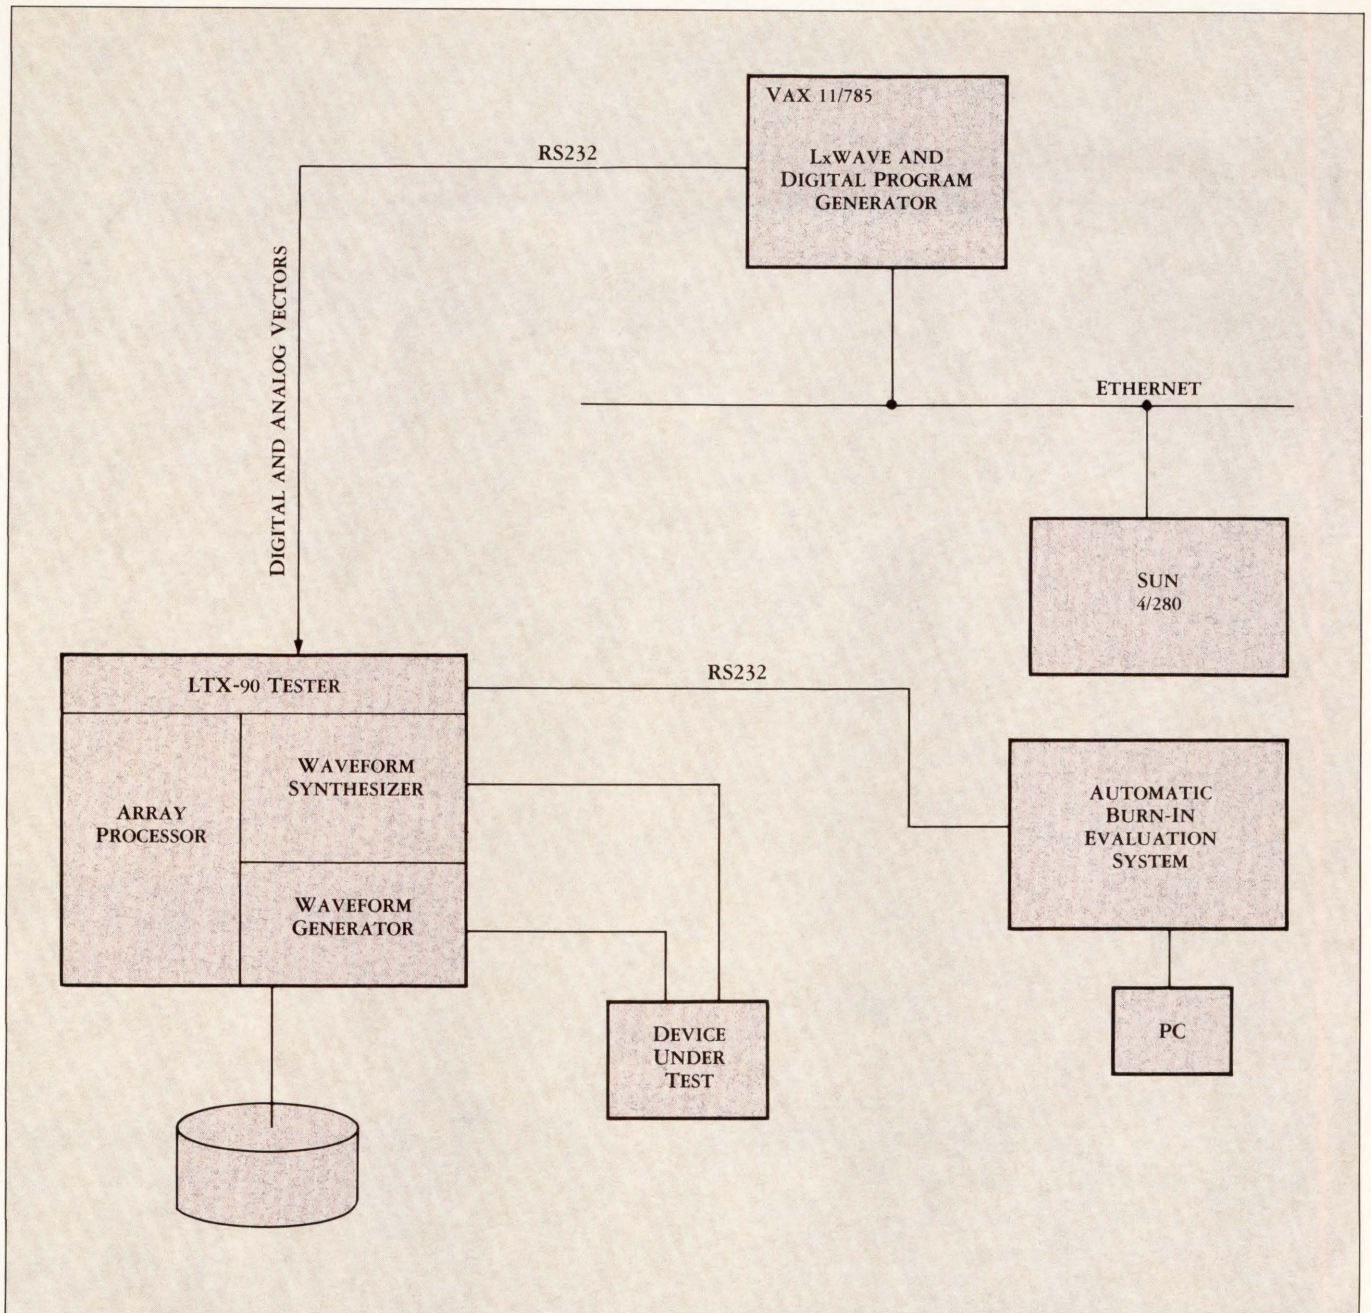 VAX 11/785
LxWAVE AND
DIGITAL PROGRAM
GENERATOR
RS232
DIGITAL AND ANALOG VECTORS
ETHERNET
SUN
4/280
LTX-90 TESTER
RS232
WAVEFORM
SYNTHESIZER
ARRAY
PROCESSOR
WAVEFORM
GENERATOR
AUTOMATIC
BURN-IN
EVALUATION
SYSTEM
DEVICE
UNDER
TEST
PC